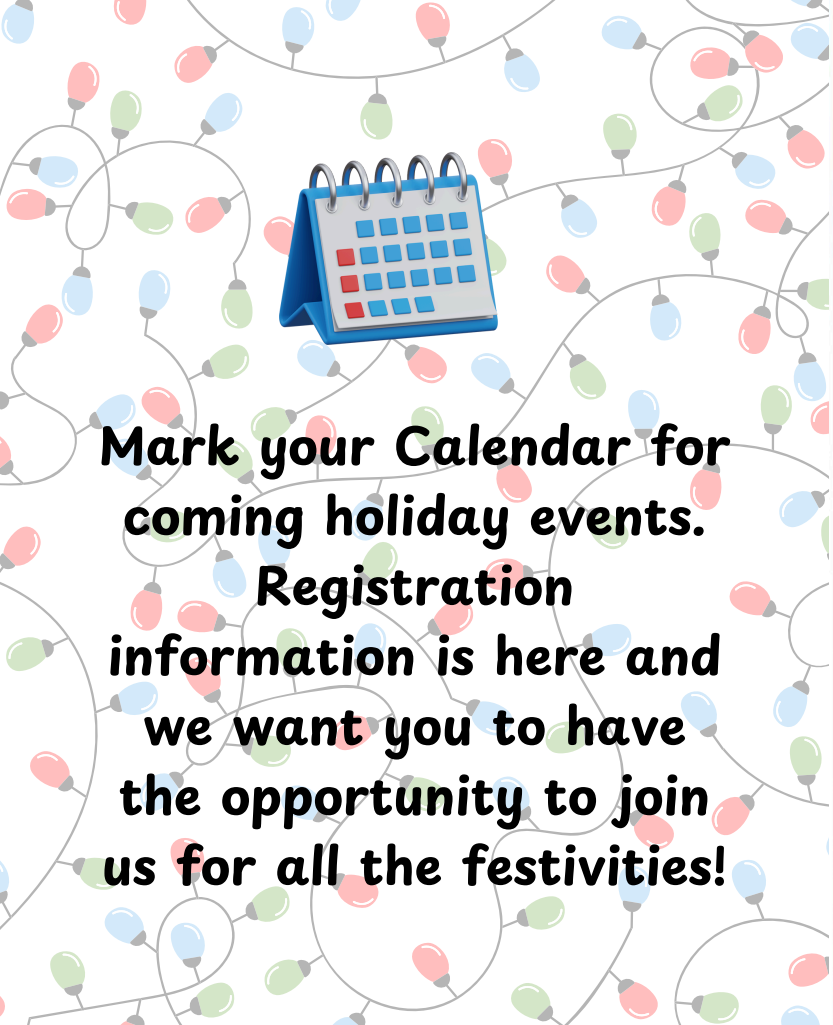 Mark your Calendar for
coming holiday events.
Registration
information is here and
we want you to have
the opportunity to join
us for all the festivities!